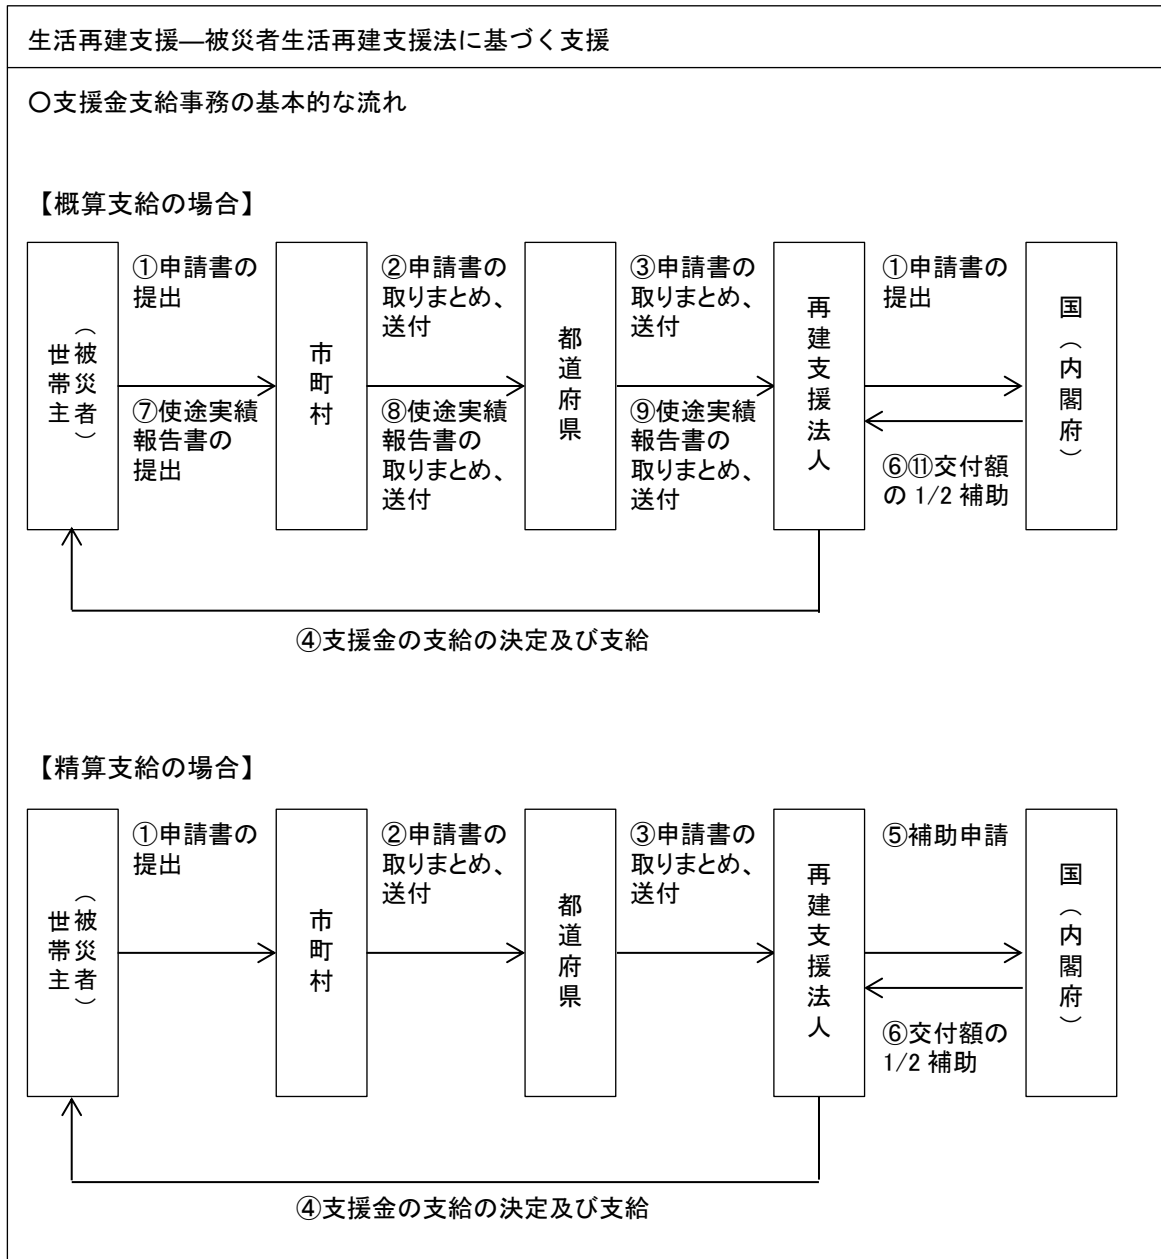 生活再建支援―被災者生活再建支援法に基づく支援
〇支援金支給事務の基本的な流れ
【概算支給の場合】
世帯主
（被災者）
①申請書の
提出
⑦使途実績
報告書の
提出
市町村
②申請書の
取りまとめ、
送付
⑧使途実績
報告書の
取りまとめ、
送付
都道府県
③申請書の
取りまとめ、
送付
⑨使途実績
報告書の
取りまとめ、
送付
再建支援法人
①申請書の
提出
⑥⑪交付額
の 1/2 補助
国（内閣府）
④支援金の支給の決定及び支給
【精算支給の場合】
世帯主
（被災者）
①申請書の
提出
市町村
②申請書の
取りまとめ、
送付
都道府県
③申請書の
取りまとめ、
送付
再建支援法人
⑤補助申請
⑥交付額の
1/2 補助
国（内閣府）
④支援金の支給の決定及び支給